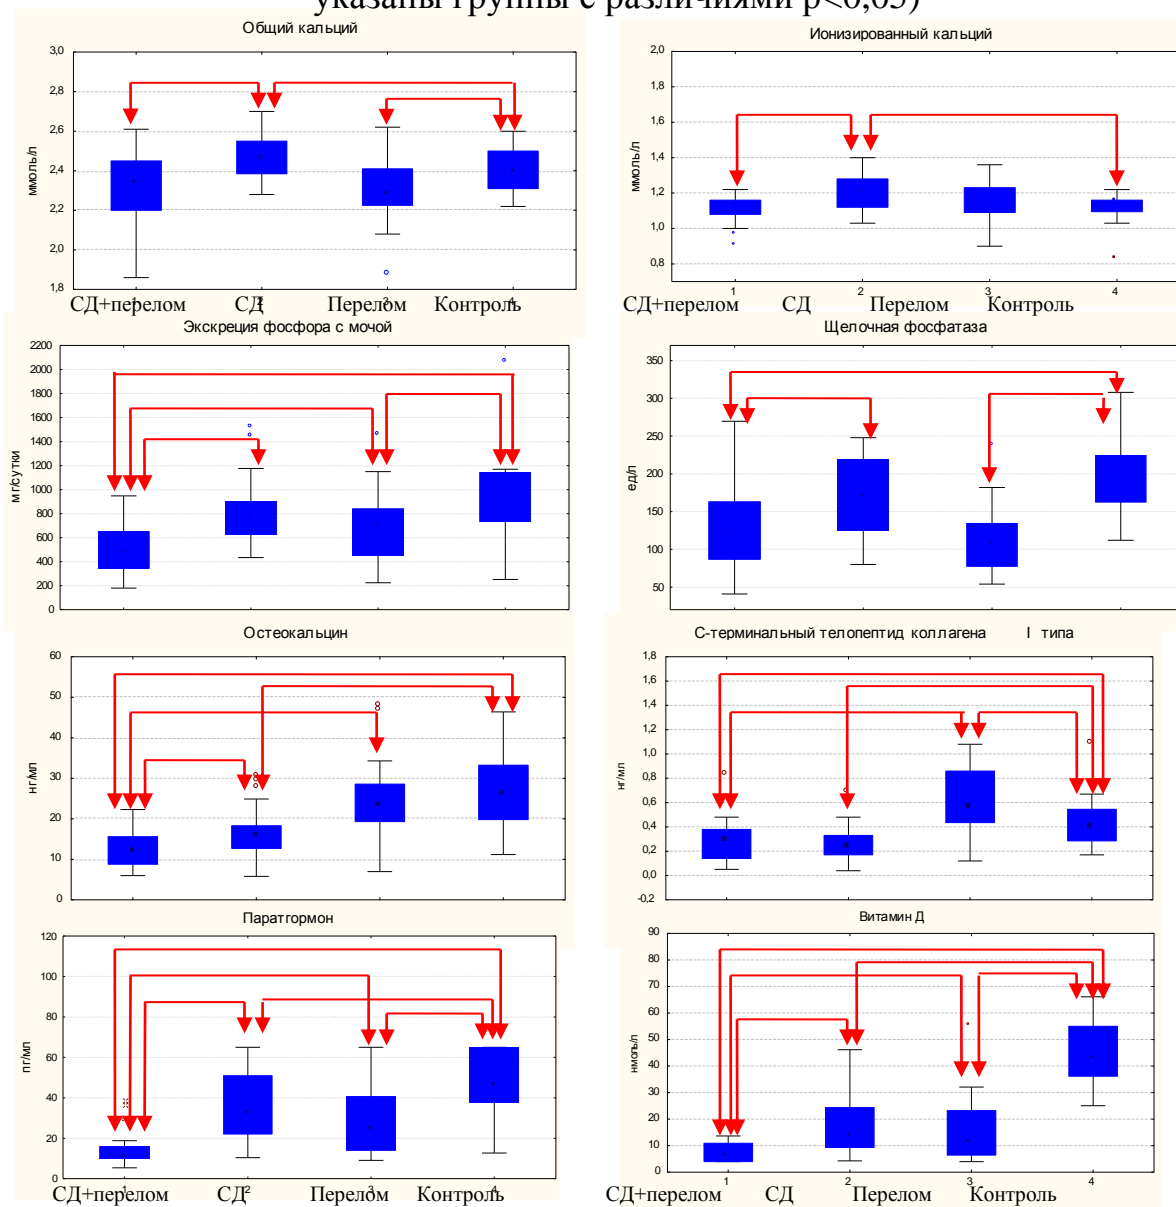 указаны группы с различиями p<0,05)
Общий кальций
3,0
2,8
2,6
2,4
2,2
2,0
1,8
ммоль/л
1 2 3 4
СД+перелом СД Перелом Контроль
Ионизированный кальций
2,0
1,8
1,6
1,4
1,2
1,0
0,8
ммоль/л
1 2 3 4
СД+перелом СД Перелом Контроль
Экскреция фосфора с мочой
2200
2000
1800
1600
1400
1200
1000
800
600
400
200
0
мг/сутки
Щелочная фосфатаза
350
300
250
200
150
100
50
ед/л
Остеокальцин
60
50
40
30
20
10
0
нг/мл
С-терминальный телопептид коллагена I типа
1,8
1,6
1,4
1,2
1,0
0,8
0,6
0,4
0,2
0,0
-0,2
нг/мл
Паратгормон
120
100
80
60
40
20
0
пг/мл
1 2 3 4
СД+перелом СД Перелом Контроль
Витамин Д
90
80
70
60
50
40
30
20
10
0
нмоль/л
1 2 3 4
СД+перелом СД Перелом Контроль